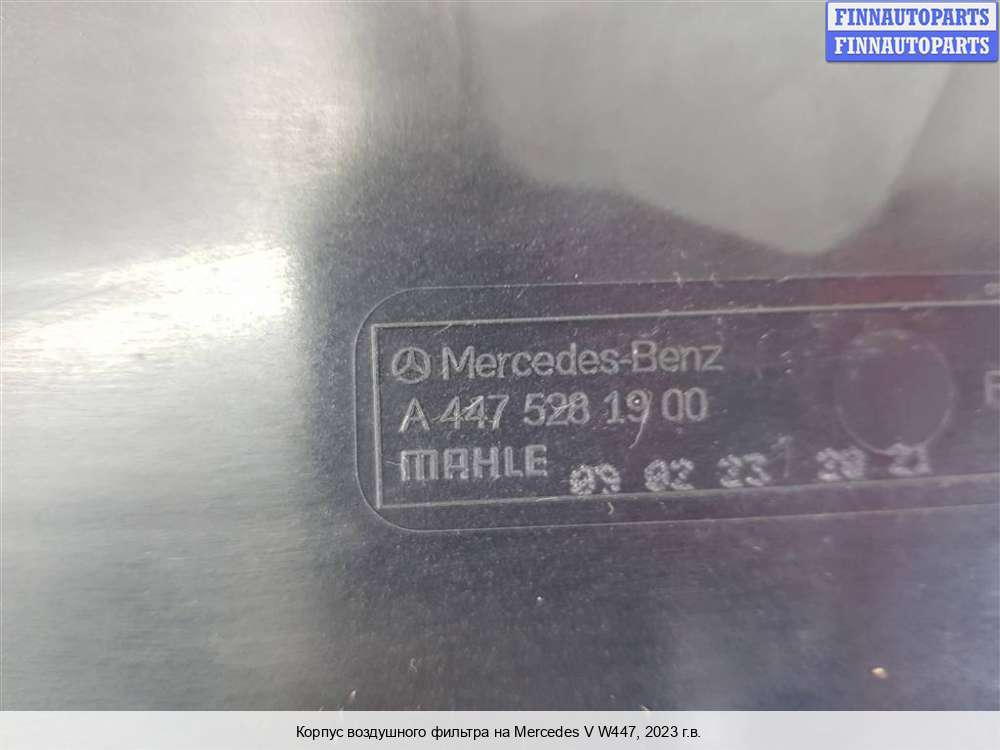 FINNAUTOPARTS
FINNAUTOPARTS
Mercedes-Benz
A 447 528 19 00
MAHLE
09 02 23 20 21
Корпус воздушного фильтра на Mercedes V W447, 2023 г.в.